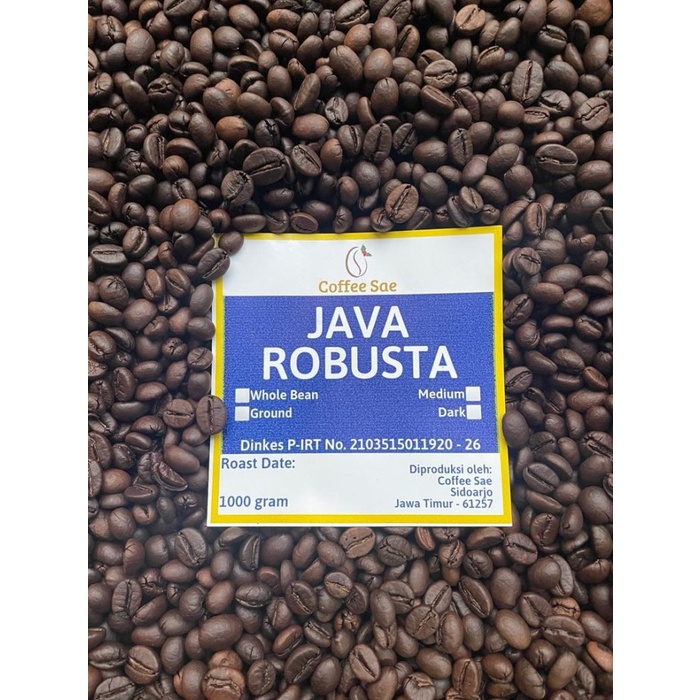 Coffee Sae
JAVA
ROBUSTA
Whole Bean
Medium
Ground
Dark
Dinkes P-IRT No. 2103515011920 - 26
Roast Date:
1000 gram
Diproduksi oleh:
Coffee Sae
Sidoarjo
Jawa Timur - 61257